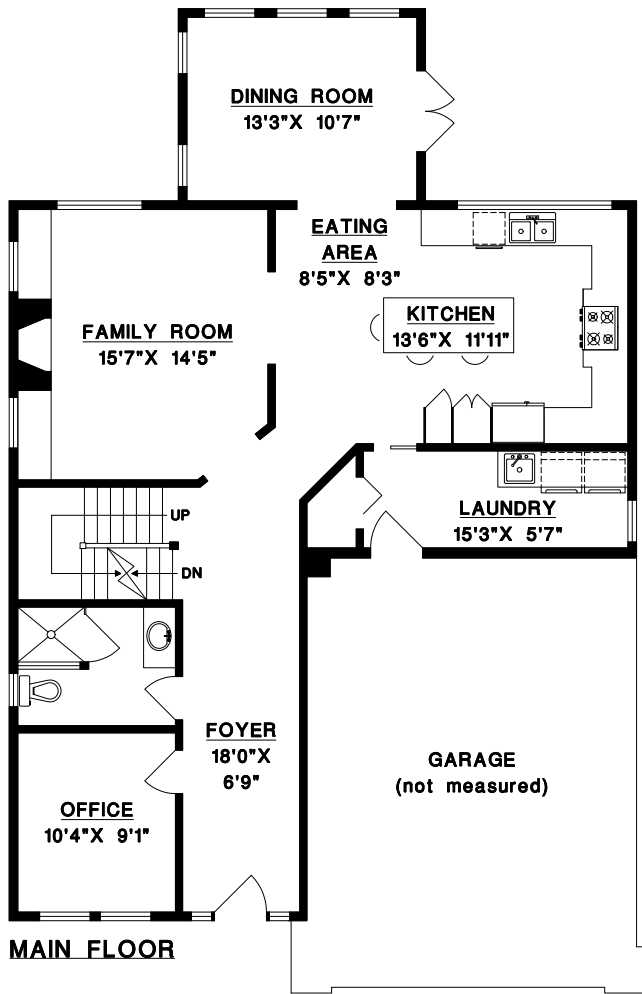 DINING ROOM
13'3"X 10'7"
EATING
AREA
8'5"X 8'3"
KITCHEN
13'6"X 11'11"
FAMILY ROOM
15'7"X 14'5"
LAUNDRY
15'3"X 5'7"
UP
DN
FOYER
18'0"X
6'9"
GARAGE
(not measured)
OFFICE
10'4"X 9'1"
MAIN FLOOR